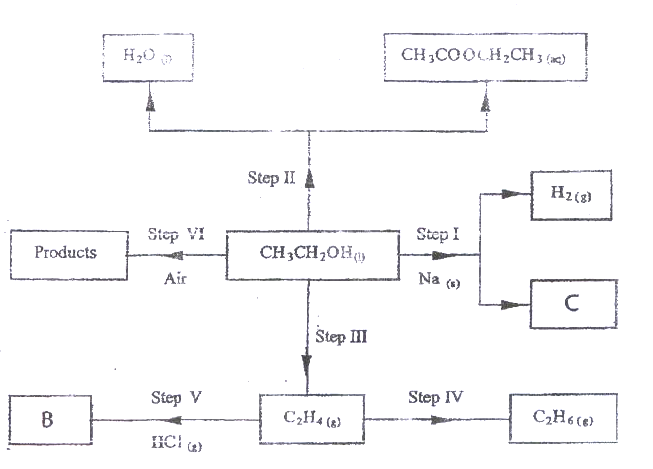 H₂O (l)
CH₃COOCH₂CH₃ (aq)
Step II
H₂(g)
Step VI
CH₃CH₂OH(l)
Step I
Products
Air
Na (s)
C
Step III
Step V
Step IV
B
C₂H₄ (g)
C₂H₆ (g)
HCl (g)